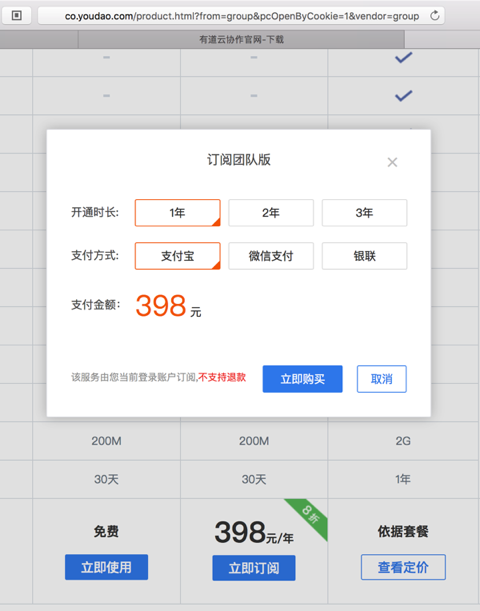 co.youdao.com/product.html?from=group&pcOpenByCookie=1&vendor=group
有道云协作官网-下载
订阅团队版
开通时长: 1年 2年 3年
支付方式: 支付宝 微信支付 银联
支付金额: 398 元
该服务由您当前登录账户订阅,不支持退款 立即购买 取消
200M 200M 2G
30天 30天 1年
8折
免费 398元/年 依据套餐
立即使用 立即订阅 查看定价